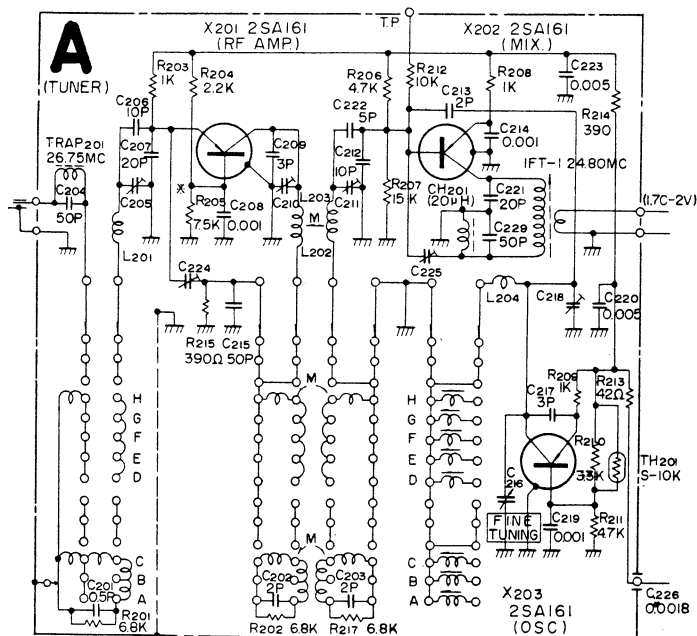 A
(TUNER)
X201 2SA161
(RF AMP.)
T.P
X202 2SA161
(MIX.)
R203
1K
R204
2.2K
R206
4.7K
R212
10K
C213
2P
R208
1K
C223
0.005
R214
390
C206
10P
C222
5P
C214
0.001
TRAP201
26.75MC
C207
20P
C209
3P
C212
10P
IFT-1 24.80MC
C204
50P
C205
R205
7.5K
C208
0.001
C210
L203
M
C211
R207
15K
CH201
(20μH)
C221
20P
C229
50P
(1.7C-2V)
L201
L202
C224
C225
L204
C218
C220
0.005
R215
390Ω
C215
50P
M
R209
1K
R213
42Ω
C217
3P
H
G
F
E
D
H
G
F
E
D
R210
3.3K
TH201
S-10K
C216
FINE
TUNING
C219
0.001
R211
4.7K
M
C
B
A
C
B
A
C201
0.5P
R201
6.8K
C202
2P
C203
2P
R202 6.8K
R217 6.8K
X203
2SA161
(OSC)
C226
0.0018